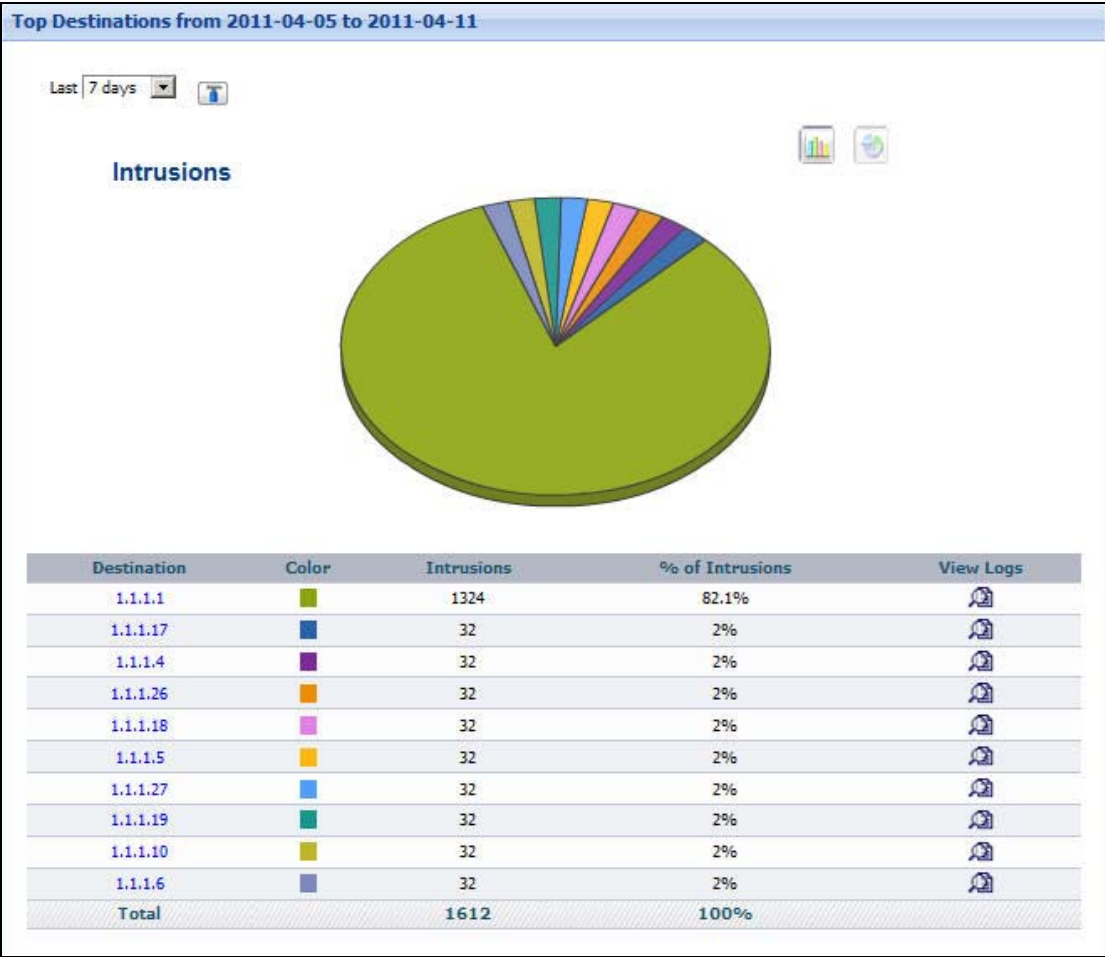 Top Destinations from 2011-04-05 to 2011-04-11
Last 7 days
Intrusions
Destination Color Intrusions % of Intrusions View Logs
1.1.1.1 1324 82.1%
1.1.1.17 32 2%
1.1.1.4 32 2%
1.1.1.26 32 2%
1.1.1.18 32 2%
1.1.1.5 32 2%
1.1.1.27 32 2%
1.1.1.19 32 2%
1.1.1.10 32 2%
1.1.1.6 32 2%
Total 1612 100%